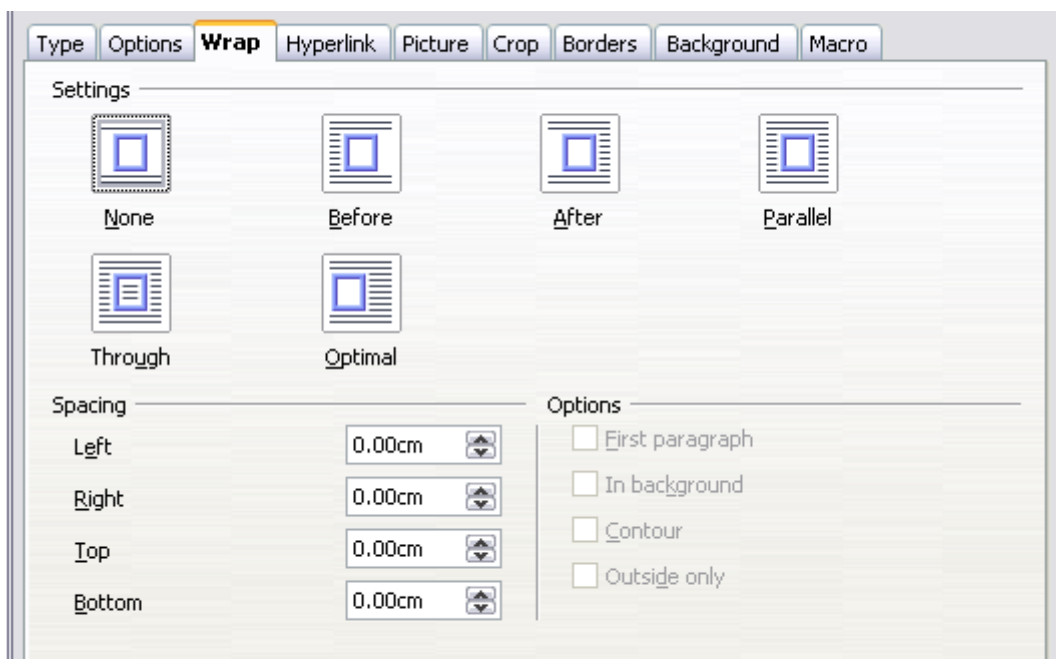 Type Options Wrap Hyperlink Picture Crop Borders Background Macro
Settings
None Before After Parallel
Through Optimal
Spacing Options
Left 0.00cm First paragraph
Right 0.00cm In background
Top 0.00cm Contour
Bottom 0.00cm Outside only